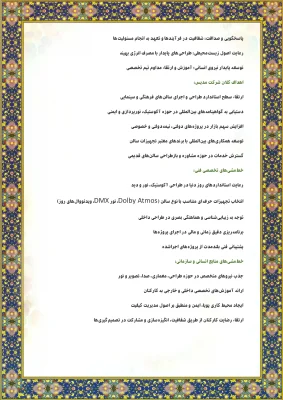 پاسخگویی و صداقت، شفافیت در فرآیندها و تعهد به انجام مسئولیت‌ها
رعایت اصول زیست‌محیطی: طراحی‌های پایدار با مصرف انرژی بهینه
توسعه پایدار نیروی انسانی: آموزش و ارتقاء مداوم تیم تخصصی
اهداف کلان شرکت مدیس:
ارتقاء سطح استاندارد طراحی و اجرای سالن‌های فرهنگی و سینمایی
دستیابی به گواهینامه‌های بین‌المللی در حوزه آکوستیک، نورپردازی و ایمنی
افزایش سهم بازار در پروژه‌های دولتی، نیمه‌دولتی و خصوصی
توسعه همکاری‌های بین‌المللی با برندهای معتبر تجهیزات سالن
گسترش خدمات در حوزه مشاوره و بازطراحی سالن‌های قدیمی
خط‌مشی‌های تخصصی فنی:
رعایت استانداردهای روز دنیا در طراحی آکوستیک، نور و دید
انتخاب تجهیزات حرفه‌ای متناسب با نوع سالن (Dolby Atmos، نور DMX، ویدئووال‌های روز)
توجه به زیبایی‌شناسی و هماهنگی بصری در طراحی داخلی
برنامه‌ریزی دقیق زمانی و مالی در اجرای پروژه‌ها
پشتیبانی فنی بلندمدت از پروژه‌های اجراشده
خط‌مشی‌های منابع انسانی و سازمانی:
جذب نیروهای متخصص در حوزه طراحی، معماری، صدا، تصویر و نور
ارائه آموزش‌های تخصصی داخلی و خارجی به کارکنان
ایجاد محیط کاری پویا، ایمن و منطبق بر اصول مدیریت کیفیت
ارتقاء رضایت کارکنان از طریق شفافیت، انگیزه‌سازی و مشارکت در تصمیم‌گیری‌ها